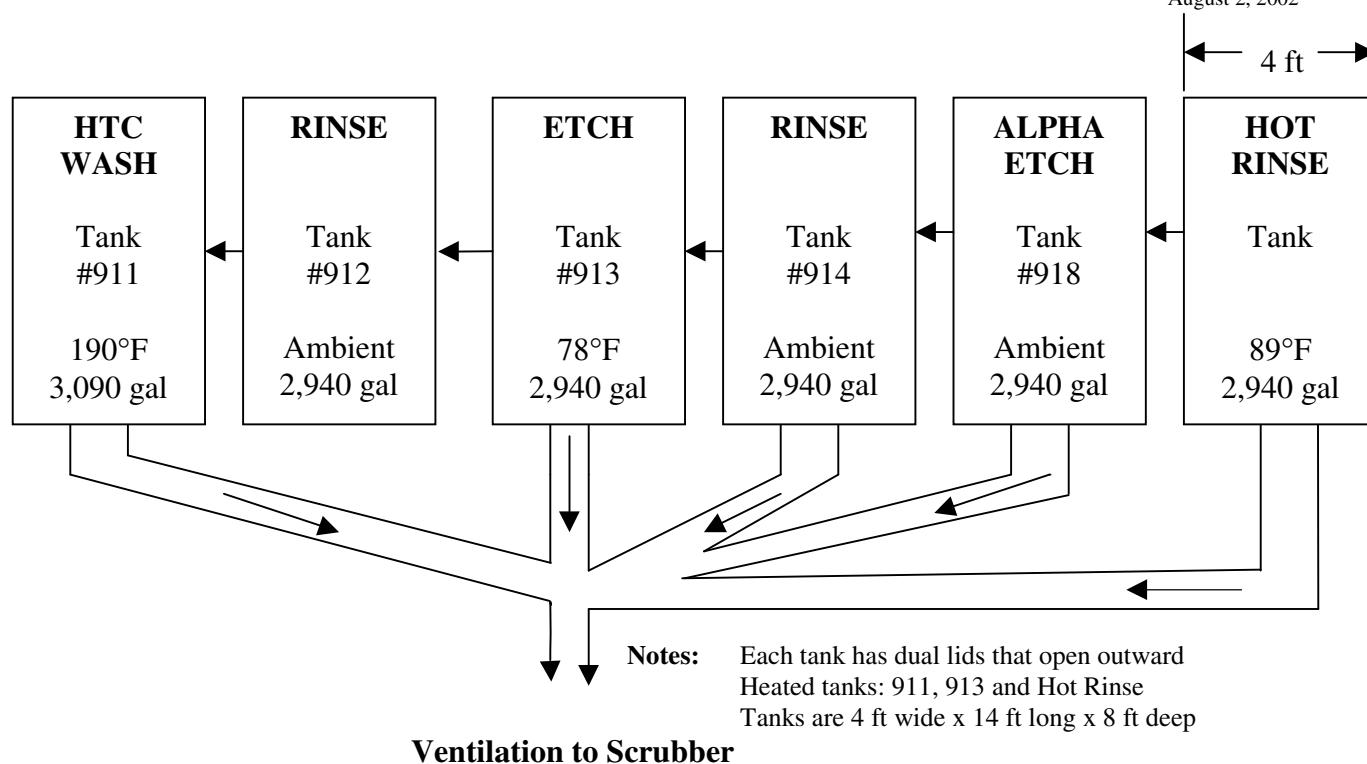 August 2, 2002
4 ft
HTC
WASH
Tank
#911
190°F
3,090 gal
RINSE
Tank
#912
Ambient
2,940 gal
ETCH
Tank
#913
78°F
2,940 gal
RINSE
Tank
#914
Ambient
2,940 gal
ALPHA
ETCH
Tank
#918
Ambient
2,940 gal
HOT
RINSE
Tank
89°F
2,940 gal
Notes: Each tank has dual lids that open outward
Heated tanks: 911, 913 and Hot Rinse
Tanks are 4 ft wide x 14 ft long x 8 ft deep
Ventilation to Scrubber